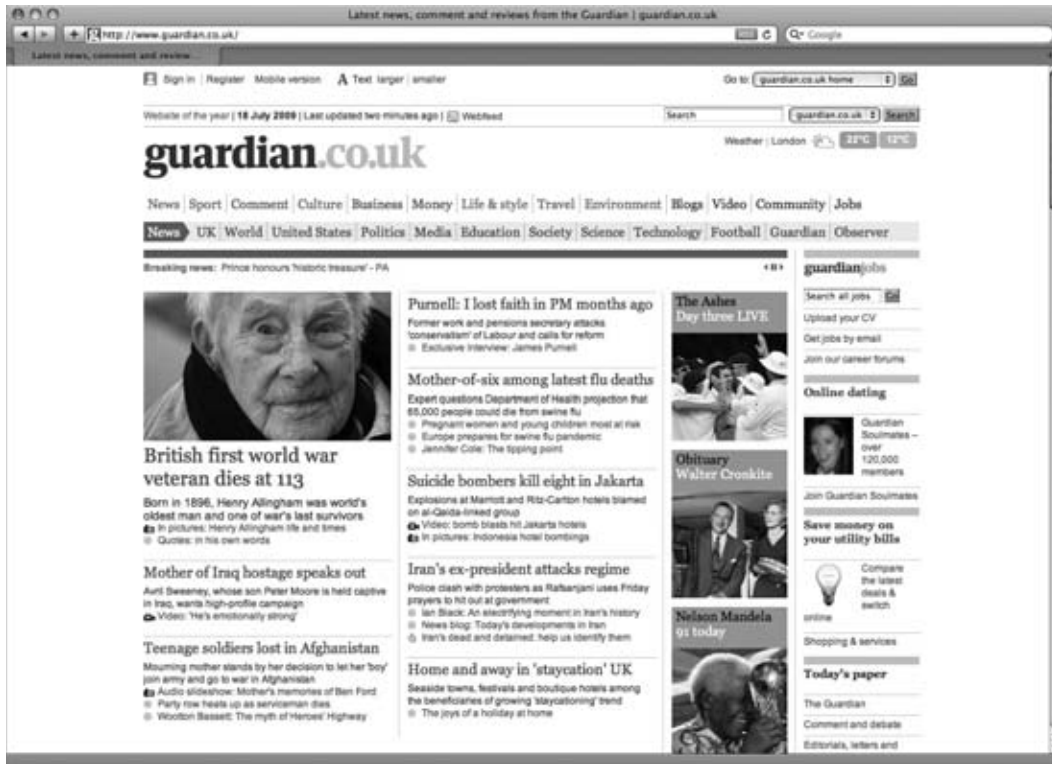 Latest news, comment and reviews from the Guardian | guardian.co.uk
http://www.guardian.co.uk/
Google
Latest news, comment and review...
Sign in | Register Mobile version A Text larger | smaller
Go to: guardian.co.uk home Go
Website of the year | 18 July 2009 | Last updated two minutes ago | Webfeed
Search guardian.co.uk Search
guardian.co.uk
Weather | London 22°C 12°C
News Sport Comment Culture Business Money Life & style Travel Environment Blogs Video Community Jobs
News UK World United States Politics Media Education Society Science Technology Football Guardian Observer
Breaking news: Prince honours 'historic treasure' - PA
British first world war
veteran dies at 113
Born in 1896, Henry Allingham was world's
oldest man and one of war's last survivors
In pictures: Henry Allingham life and times
Quotes: in his own words
Mother of Iraq hostage speaks out
Avril Sweeney, whose son Peter Moore is held captive
in Iraq, wants high-profile campaign
Video: 'He's emotionally strong'
Teenage soldiers lost in Afghanistan
Mourning mother stands by her decision to let her 'boy'
join army and go to war in Afghanistan
Audio slideshow: Mother's memories of Ben Ford
Party row heats up as serviceman dies
Wootton Bassett: The myth of Heroes' Highway
Purnell: I lost faith in PM months ago
Former work and pensions secretary attacks
'conservatism' of Labour and calls for reform
Exclusive interview: James Purnell
Mother-of-six among latest flu deaths
Expert questions Department of Health projection that
65,000 people could die from swine flu
Pregnant women and young children most at risk
Europe prepares for swine flu pandemic
Jennifer Cole: The tipping point
Suicide bombers kill eight in Jakarta
Explosions at Marriott and Ritz-Carlton hotels blamed
on al-Qaida-linked group
Video: bomb blasts hit Jakarta hotels
In pictures: Indonesia hotel bombings
Iran's ex-president attacks regime
Police clash with protesters as Rafsanjani uses Friday
prayers to hit out at government
Ian Black: An electrifying moment in Iran's history
News blog: Today's developments in Iran
Iran's dead and detained: help us identify them
Home and away in 'staycation' UK
Seaside towns, festivals and boutique hotels among
the beneficiaries of growing 'staycationing' trend
The joys of a holiday at home
The Ashes
Day three LIVE
Obituary
Walter Cronkite
Nelson Mandela
91 today
guardianjobs
Search all jobs Go
Upload your CV
Get jobs by email
Join our career forums
Online dating
Guardian
Soulmates –
over
120,000
members
Join Guardian Soulmates
Save money on
your utility bills
Compare
the latest
deals &
switch
online
Shopping & services
Today's paper
The Guardian
Comment and debate
Editorials, letters and